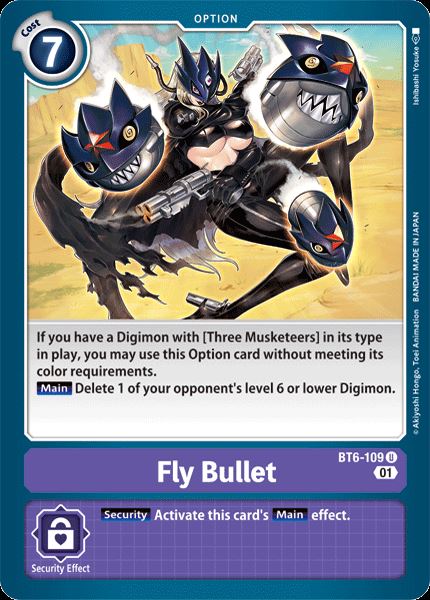 OPTION
Cost
7
Ishibashi Yosuke
©Akiyoshi Hongo, Toei Animation BANDAI MADE IN JAPAN
If you have a Digimon with [Three Musketeers] in its type
in play, you may use this Option card without meeting its
color requirements.
Main Delete 1 of your opponent's level 6 or lower Digimon.
BT6-109 U
01
Fly Bullet
Security Activate this card's Main effect.
Security Effect